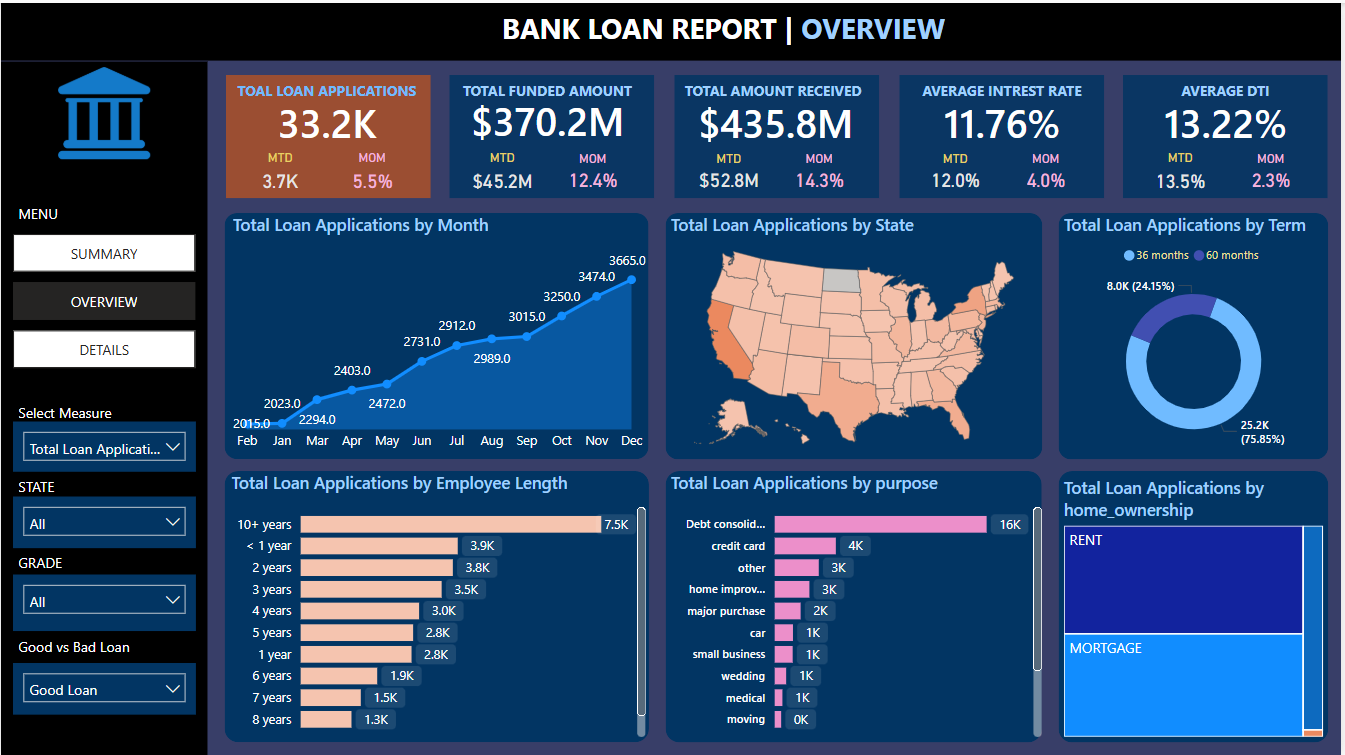 BANK LOAN REPORT | OVERVIEW
MENU
SUMMARY
OVERVIEW
DETAILS
Select Measure
Total Loan Applicati...
STATE
All
GRADE
All
Good vs Bad Loan
Good Loan
TOAL LOAN APPLICATIONS
33.2K
MTD MOM
3.7K 5.5%
TOTAL FUNDED AMOUNT
$370.2M
MTD MOM
$45.2M 12.4%
TOTAL AMOUNT RECEIVED
$435.8M
MTD MOM
$52.8M 14.3%
AVERAGE INTREST RATE
11.76%
MTD MOM
12.0% 4.0%
AVERAGE DTI
13.22%
MTD MOM
13.5% 2.3%
Total Loan Applications by Month
3665.0
3474.0
3250.0
3015.0
2912.0
2989.0
2731.0
2403.0
2472.0
2023.0
2294.0
2015.0
Feb Jan Mar Apr May Jun Jul Aug Sep Oct Nov Dec
Total Loan Applications by State
Total Loan Applications by Term
36 months 60 months
8.0K (24.15%)
25.2K
(75.85%)
Total Loan Applications by Employee Length
10+ years 7.5K
< 1 year 3.9K
2 years 3.8K
3 years 3.5K
4 years 3.0K
5 years 2.8K
1 year 2.8K
6 years 1.9K
7 years 1.5K
8 years 1.3K
Total Loan Applications by purpose
Debt consolid... 16K
credit card 4K
other 3K
home improv... 3K
major purchase 2K
car 1K
small business 1K
wedding 1K
medical 1K
moving 0K
Total Loan Applications by
home_ownership
RENT
MORTGAGE